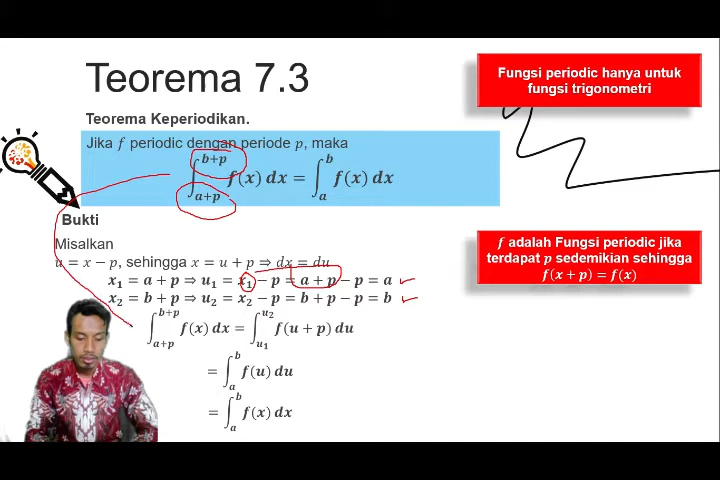 Teorema 7.3
Teorema Keperiodikan.
Jika f periodic dengan periode p, maka
∫_{a+p}^{b+p} f(x) dx = ∫_a^b f(x) dx
Bukti
Misalkan
u = x − p, sehingga x = u + p ⇒ dx = du
x₁ = a + p ⇒ u₁ = x₁ − p = a + p − p = a
x₂ = b + p ⇒ u₂ = x₂ − p = b + p − p = b
∫_{a+p}^{b+p} f(x) dx = ∫_{u₁}^{u₂} f(u + p) du
= ∫_a^b f(u) du
= ∫_a^b f(x) dx
Fungsi periodic hanya untuk
fungsi trigonometri
f adalah Fungsi periodic jika
terdapat p sedemikian sehingga
f(x + p) = f(x)